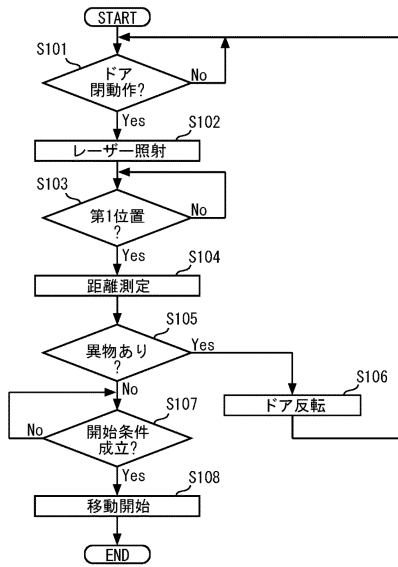 START
S101
ドア
閉動作?
No
Yes
S102
レーザー照射
S103
第1位置
?
No
Yes
S104
距離測定
S105
異物あり
?
Yes
No
S106
ドア反転
S107
開始条件
成立?
No
Yes
S108
移動開始
END